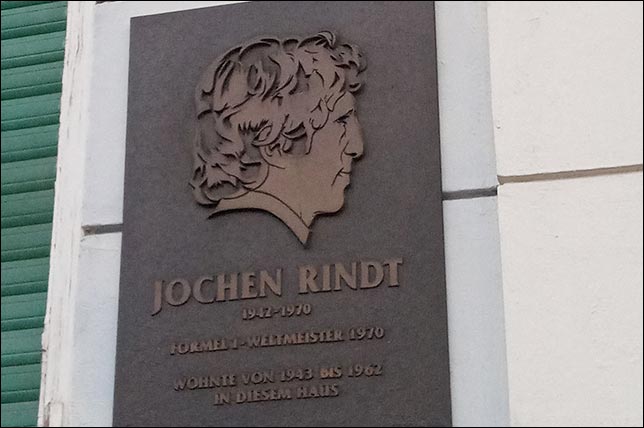 JOCHEN RINDT
1942-1970
FORMEL 1-WELTMEISTER 1970
WOHNTE VON 1943 BIS 1962
IN DIESEM HAUS